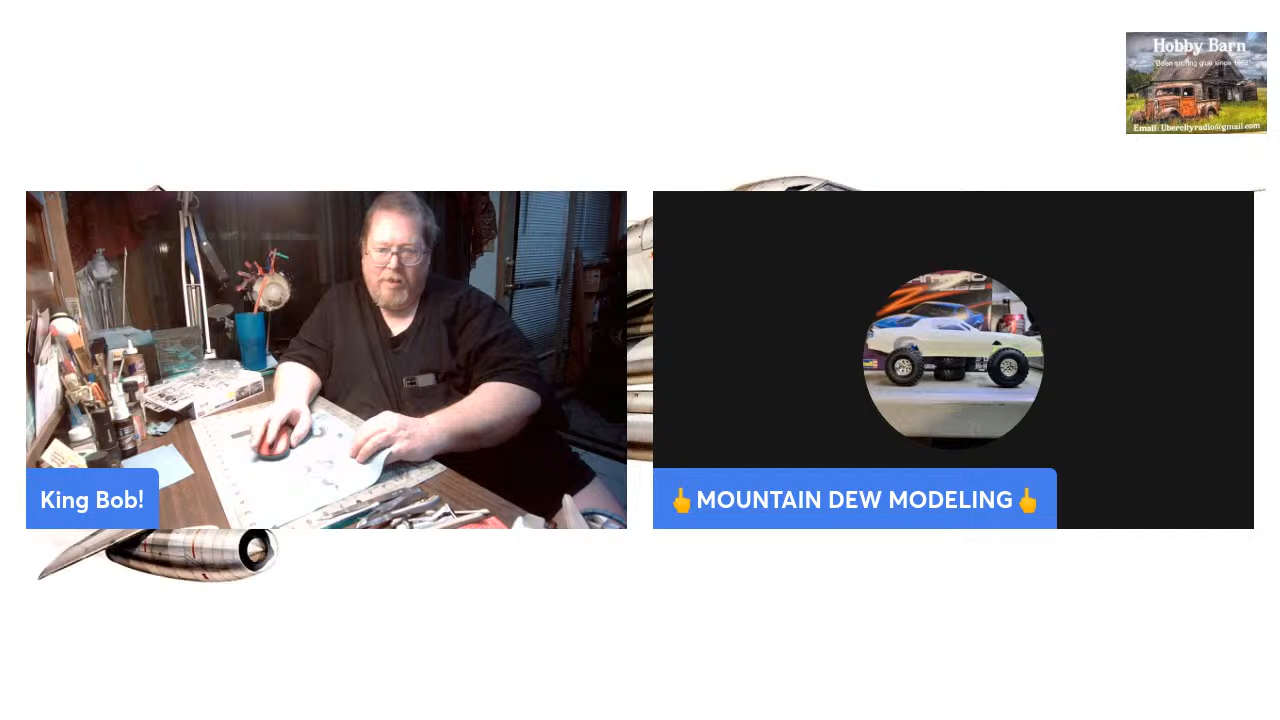 Hobby Barn
"Been sniffing glue since 1962"
Email: Ubercityradio@gmail.com
King Bob!
🖕MOUNTAIN DEW MODELING🖕